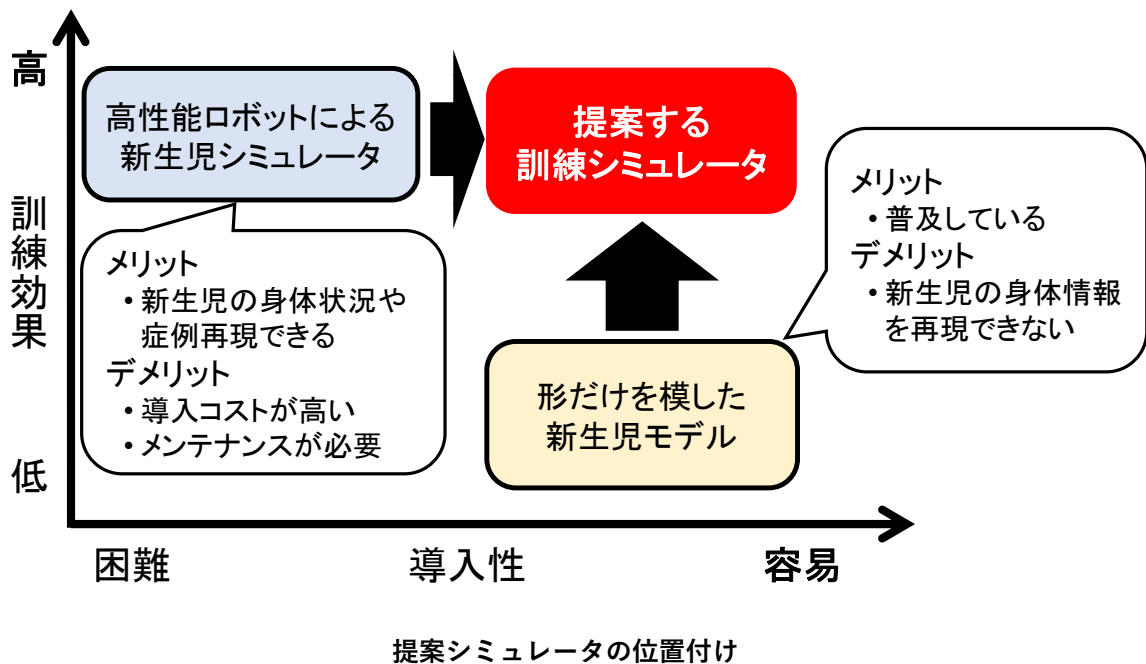 高
訓練効果
低
高性能ロボットによる
新生児シミュレータ
提案する
訓練シミュレータ
メリット
・新生児の身体状況や
症例再現できる
デメリット
・導入コストが高い
・メンテナンスが必要
メリット
・普及している
デメリット
・新生児の身体情報
を再現できない
形だけを模した
新生児モデル
困難
導入性
容易
提案シミュレータの位置付け